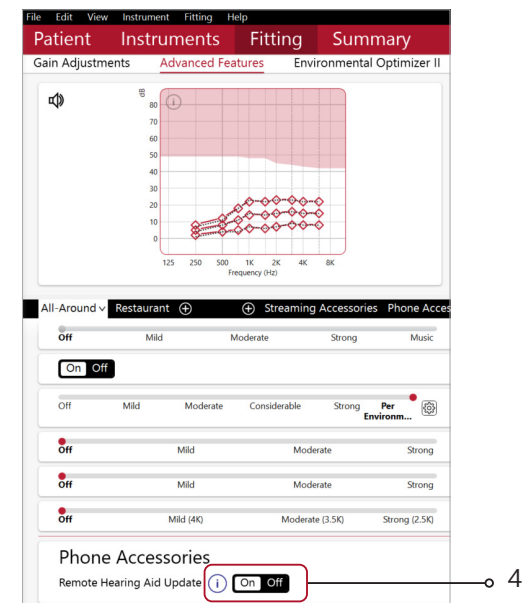 File Edit View Instrument Fitting Help
Patient Instruments Fitting Summary
Gain Adjustments Advanced Features Environmental Optimizer II
dB
i
80
70
60
50
40
30
20
10
0
125 250 500 1K 2K 4K 8K
Frequency (Hz)
All-Around Restaurant Streaming Accessories Phone Acces
Off Mild Moderate Strong Music
On Off
Off Mild Moderate Considerable Strong Per
Environm...
Off Mild Moderate Strong
Off Mild Moderate Strong
Off Mild (4K) Moderate (3.5K) Strong (2.5K)
Phone Accessories
Remote Hearing Aid Update i On Off
4